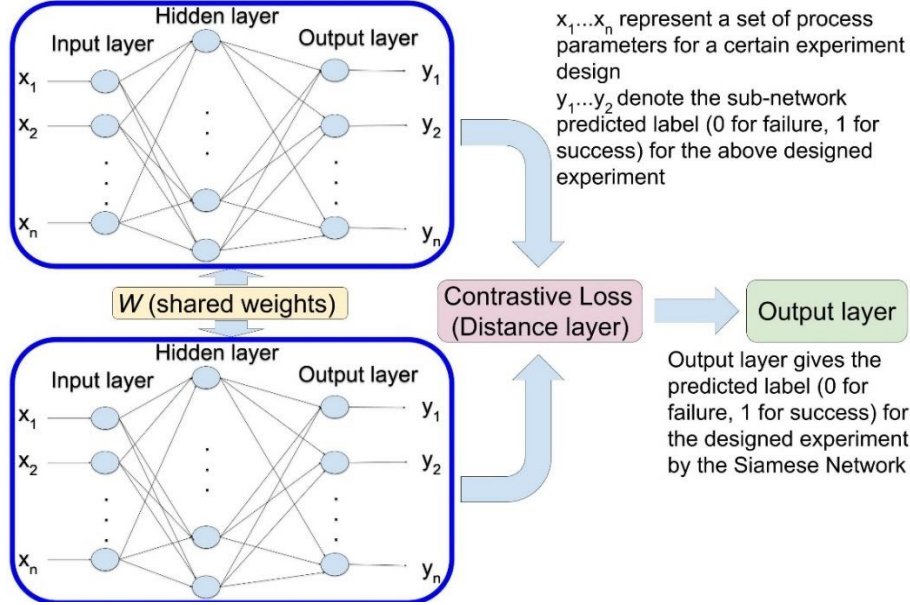 Hidden layer
Input layer
Output layer
x1
x2
xn
y1
y2
yn
x1...xn represent a set of process
parameters for a certain experiment
design
y1...y2 denote the sub-network
predicted label (0 for failure, 1 for
success) for the above designed
experiment
W (shared weights)
Contrastive Loss
(Distance layer)
Output layer
Output layer gives the
predicted label (0 for
failure, 1 for success) for
the designed experiment
by the Siamese Network
Hidden layer
Input layer
Output layer
x1
x2
xn
y1
y2
yn